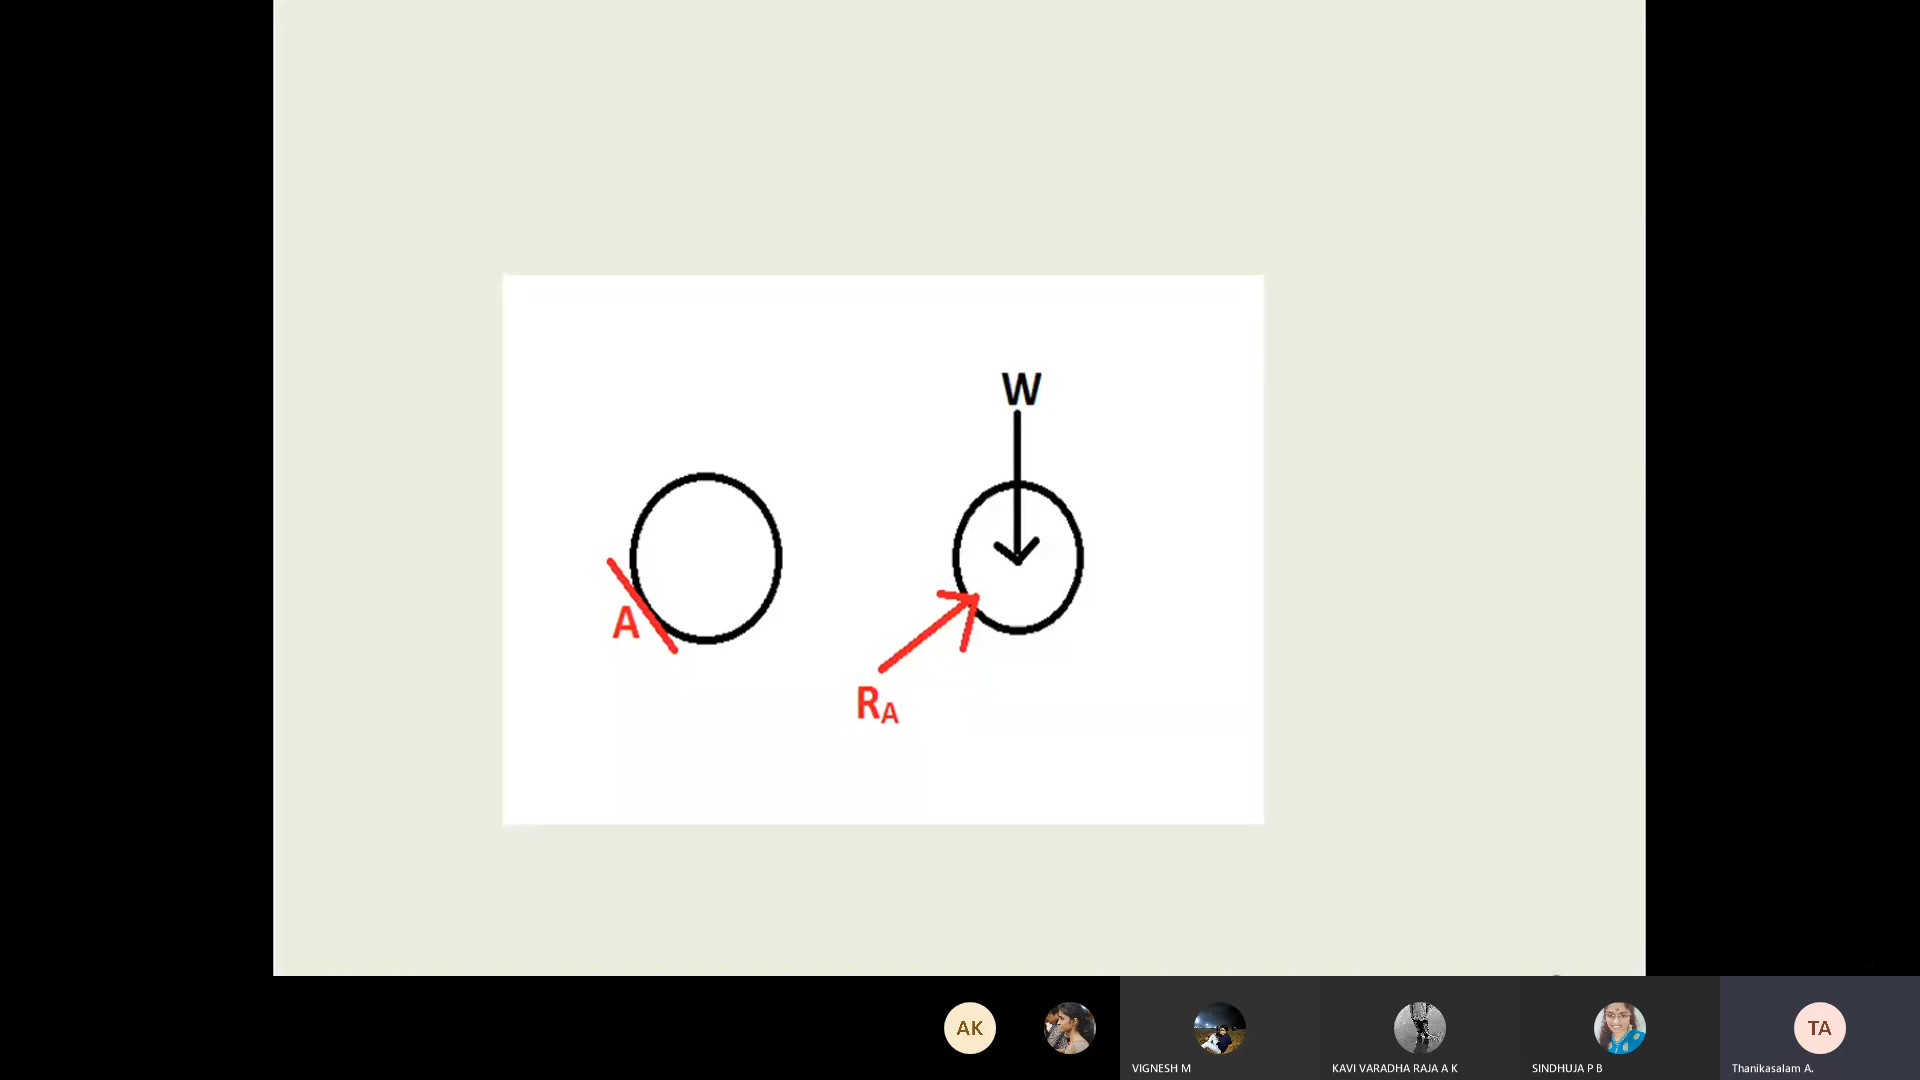 W
A
RA
AK
VIGNESH M
KAVI VARADHA RAJA A K
SINDHUJA P B
TA
Thanikasalam A.